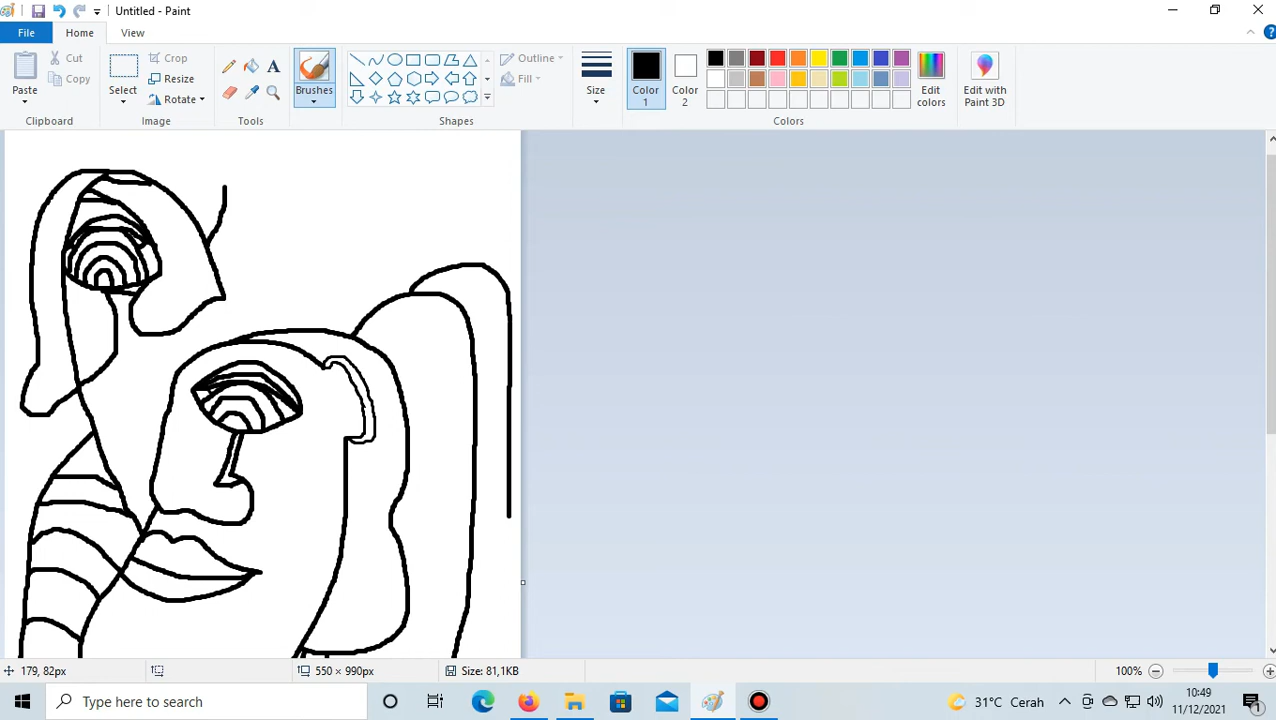 Untitled - Paint
File Home View
Paste
Cut
Copy
Clipboard
Select
Crop
Resize
Rotate
Image
A
Tools
Brushes
Outline
Fill
Shapes
Size
Color 1
Color 2
Edit colors
Colors
Edit with Paint 3D
179, 82px
550 × 990px
Size: 81,1KB
100%
Type here to search
31°C Cerah
10:49
11/12/2021
1